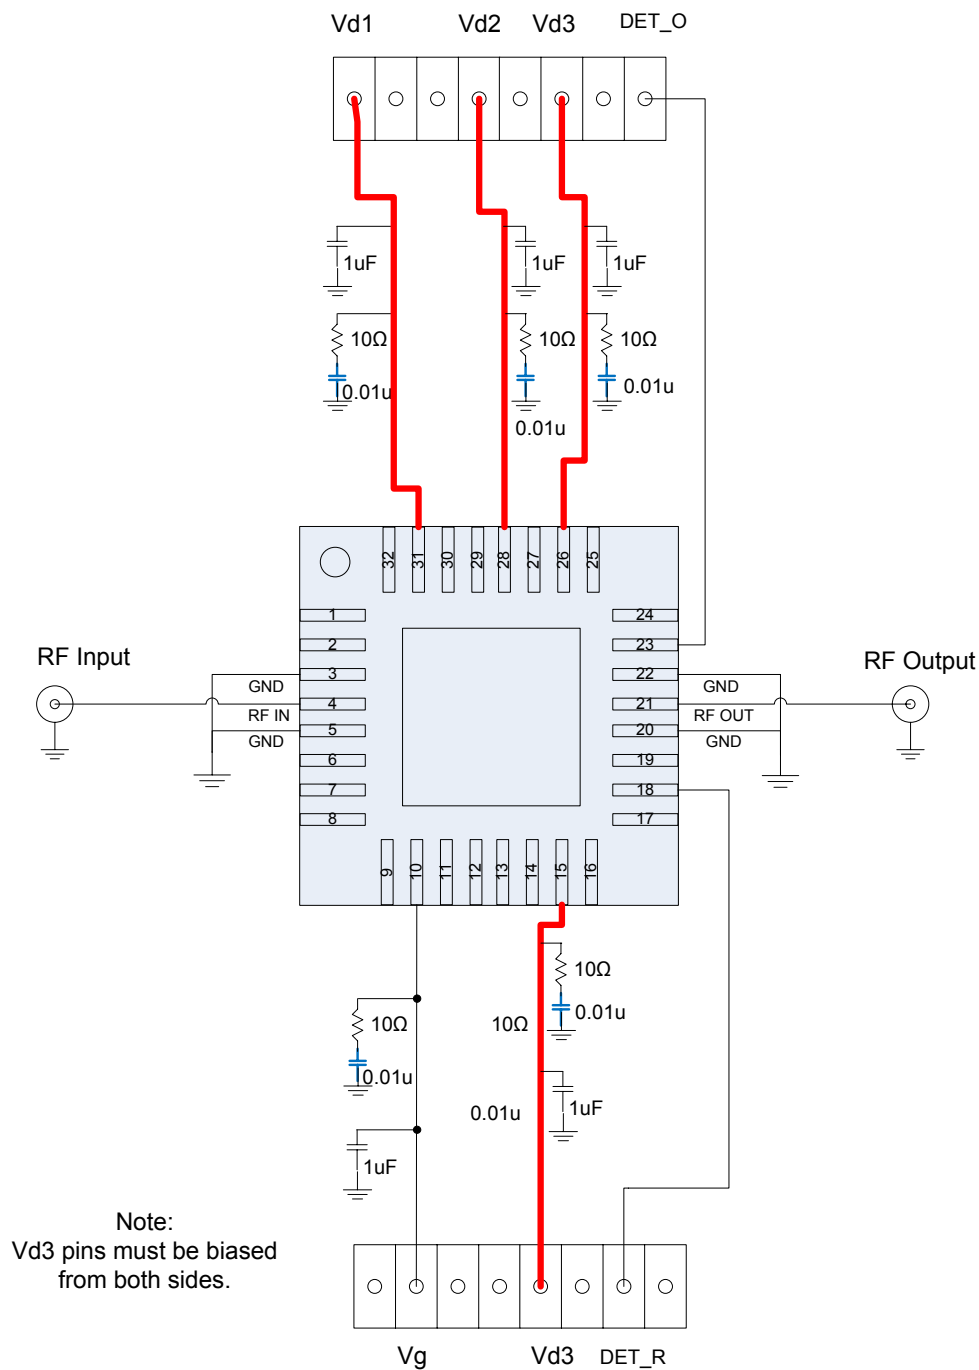 Vd1 Vd2 Vd3 DET_O
1uF 1uF 1uF
10Ω 10Ω 10Ω
0.01u 0.01u 0.01u
32 31 30 29 28 27 26 25
1 24
2 23
RF Input RF Output
3 22
GND GND
4 21
RF IN RF OUT
5 20
GND GND
6 19
7 18
8 17
9 10 11 12 13 14 15 16
10Ω
0.01u
10Ω 10Ω
0.01u
0.01u 1uF
1uF
Note:
Vd3 pins must be biased
from both sides.
Vg Vd3 DET_R